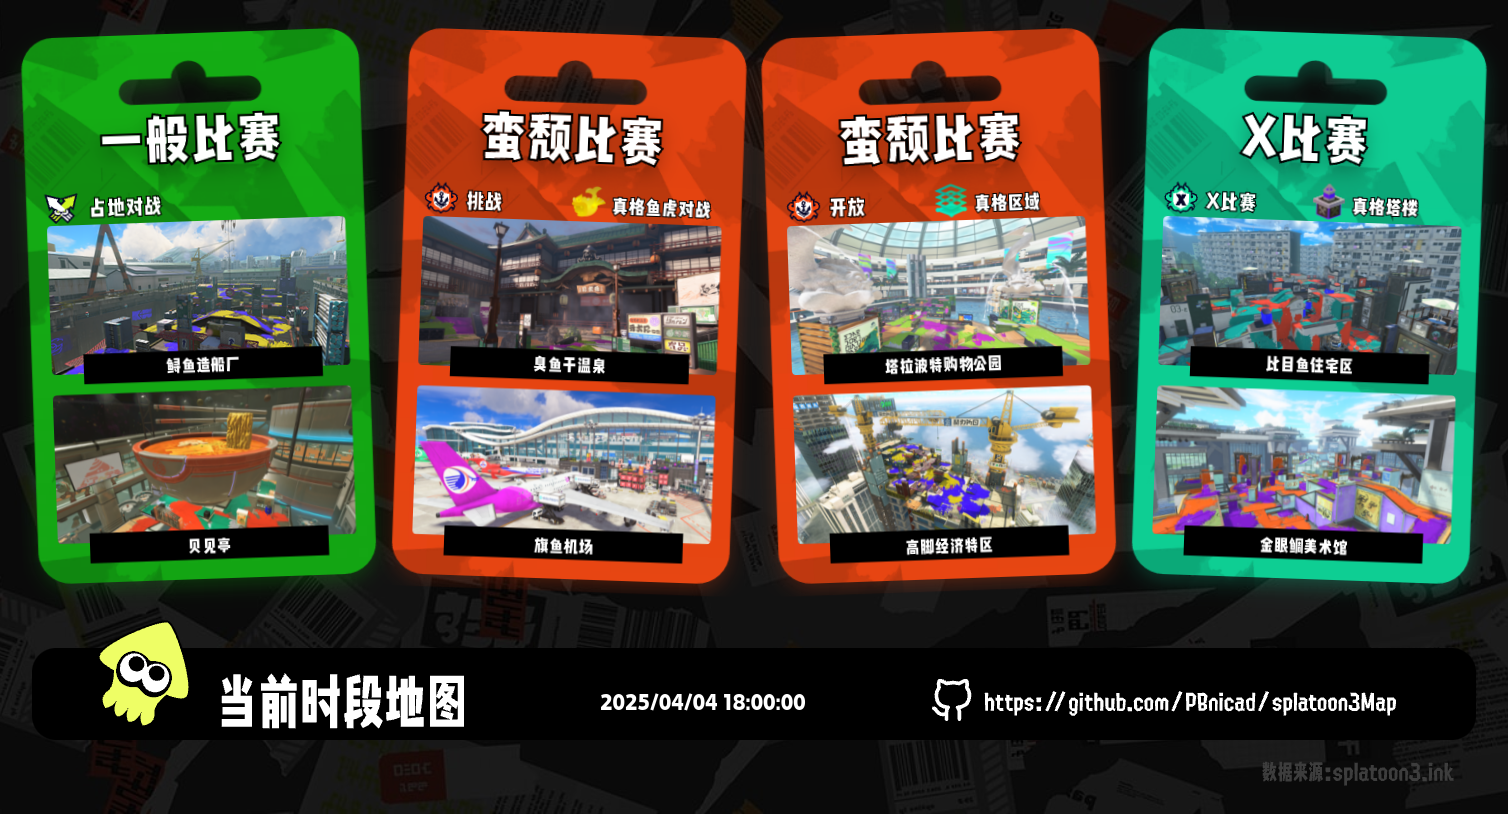 一般比赛
占地对战
鲟鱼造船厂
贝见亭
蛮颓比赛
挑战
真格鱼虎对战
臭鱼干温泉
旗鱼机场
蛮颓比赛
开放
真格区域
塔拉波特购物公园
高脚经济特区
X比赛
X比赛
真格塔楼
比目鱼住宅区
金眼鲷美术馆
当前时段地图
2025/04/04 18:00:00
https://github.com/PBnicad/splatoon3Map
数据来源:splatoon3.ink